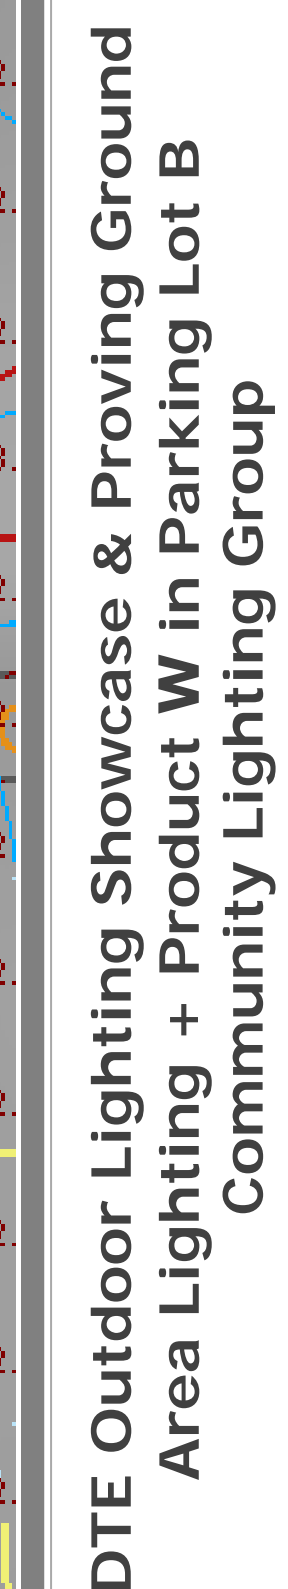 DTE Outdoor Lighting Showcase & Proving Ground
Area Lighting + Product W in Parking Lot B
Community Lighting Group